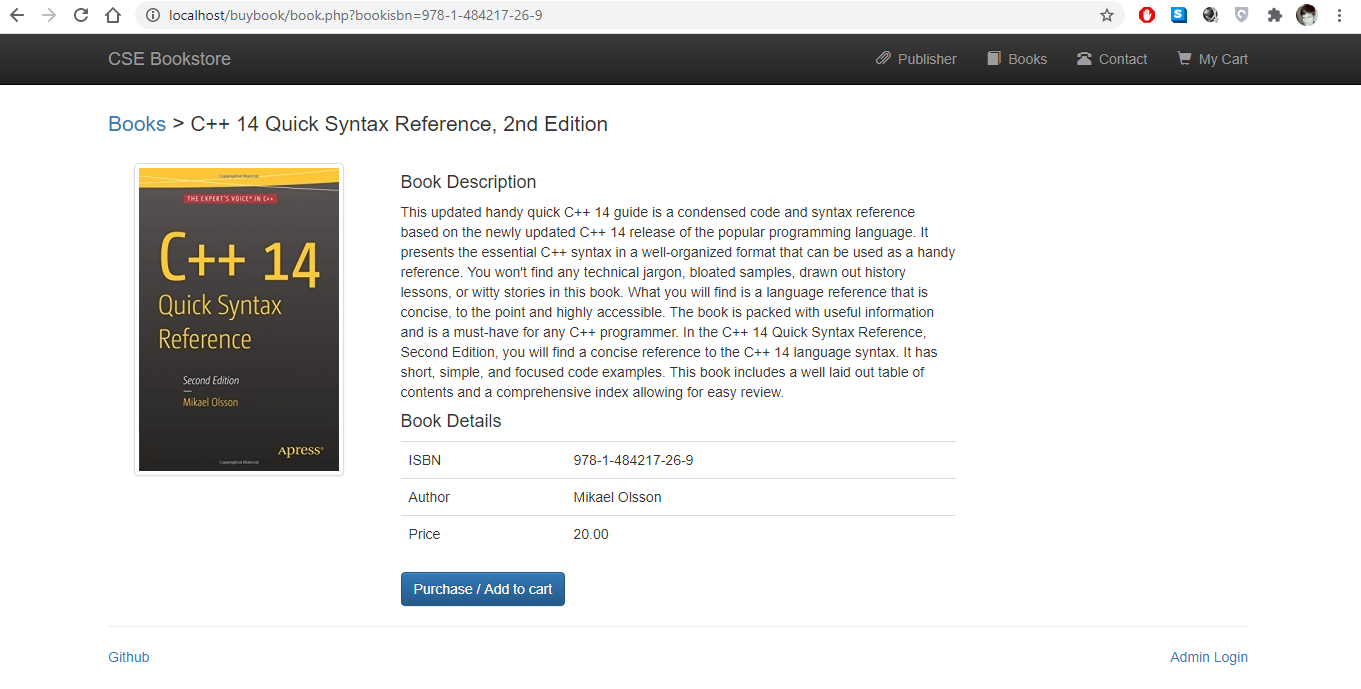 localhost/buybook/book.php?bookisbn=978-1-484217-26-9
CSE Bookstore
Publisher
Books
Contact
My Cart
Books > C++ 14 Quick Syntax Reference, 2nd Edition
THE EXPERT'S VOICE® IN C++
C++ 14
Quick Syntax
Reference
Second Edition
Mikael Olsson
Apress®
Book Description
This updated handy quick C++ 14 guide is a condensed code and syntax reference
based on the newly updated C++ 14 release of the popular programming language. It
presents the essential C++ syntax in a well-organized format that can be used as a handy
reference. You won't find any technical jargon, bloated samples, drawn out history
lessons, or witty stories in this book. What you will find is a language reference that is
concise, to the point and highly accessible. The book is packed with useful information
and is a must-have for any C++ programmer. In the C++ 14 Quick Syntax Reference,
Second Edition, you will find a concise reference to the C++ 14 language syntax. It has
short, simple, and focused code examples. This book includes a well laid out table of
contents and a comprehensive index allowing for easy review.
Book Details
ISBN 978-1-484217-26-9
Author Mikael Olsson
Price 20.00
Purchase / Add to cart
Github
Admin Login